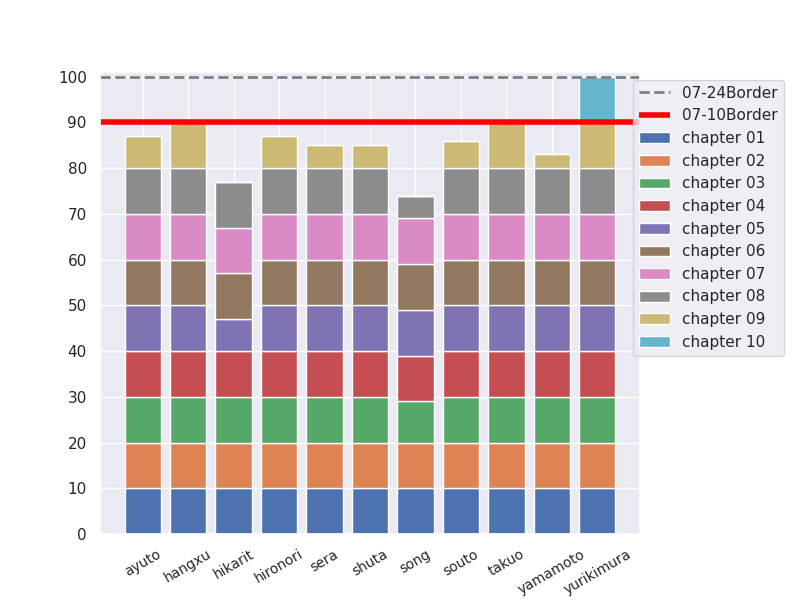 100
90
80
70
60
50
40
30
20
10
0
ayuto
hangxu
hikarit
hironori
sera
shuta
song
souto
takuo
yamamoto
yurikimura
07-24Border
07-10Border
chapter 01
chapter 02
chapter 03
chapter 04
chapter 05
chapter 06
chapter 07
chapter 08
chapter 09
chapter 10